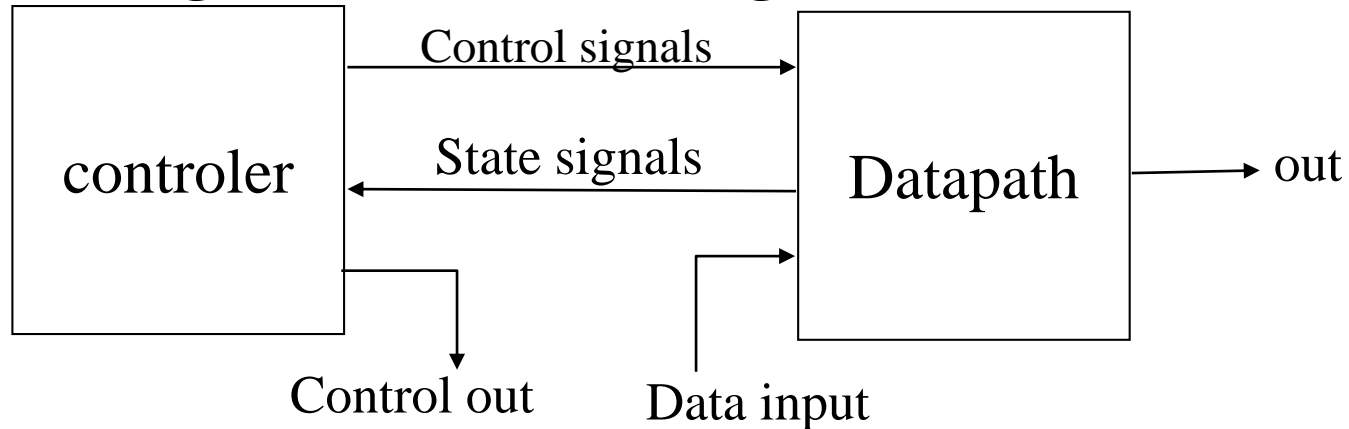 Control signals
controler
State signals
Datapath
out
Control out
Data input